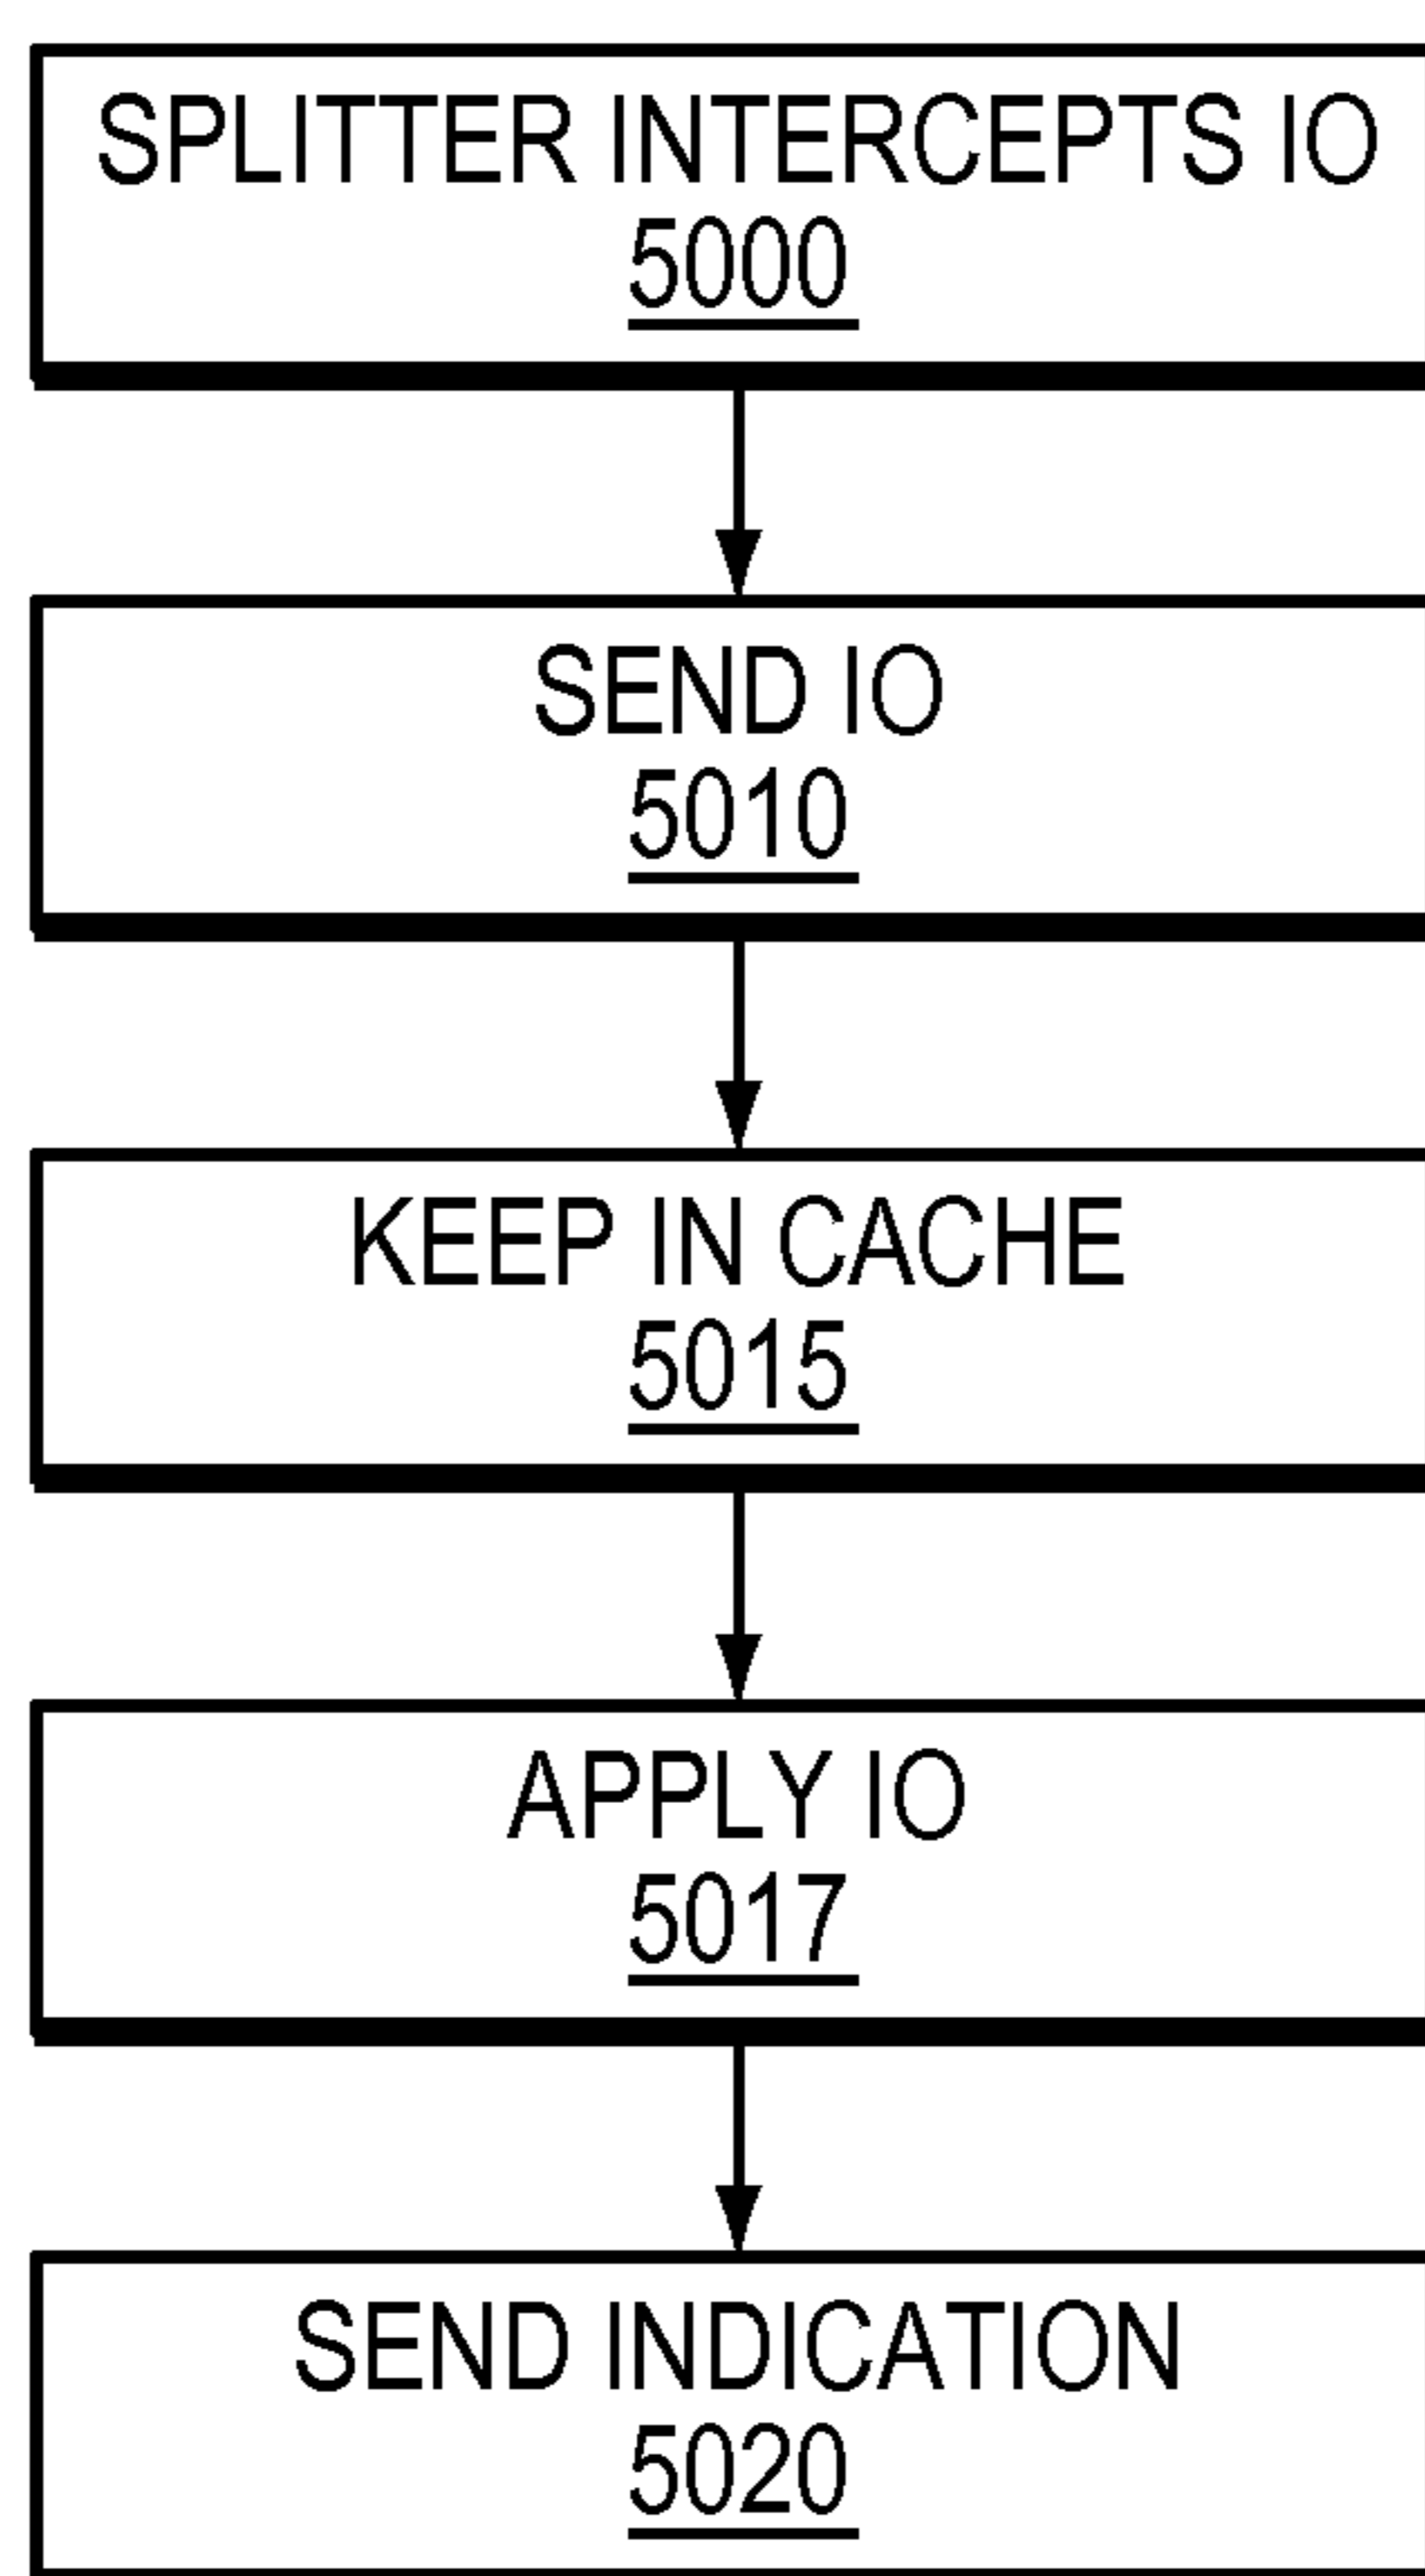 SPLITTER INTERCEPTS IO
5000
SEND IO
5010
KEEP IN CACHE
5015
APPLY IO
5017
SEND INDICATION
5020